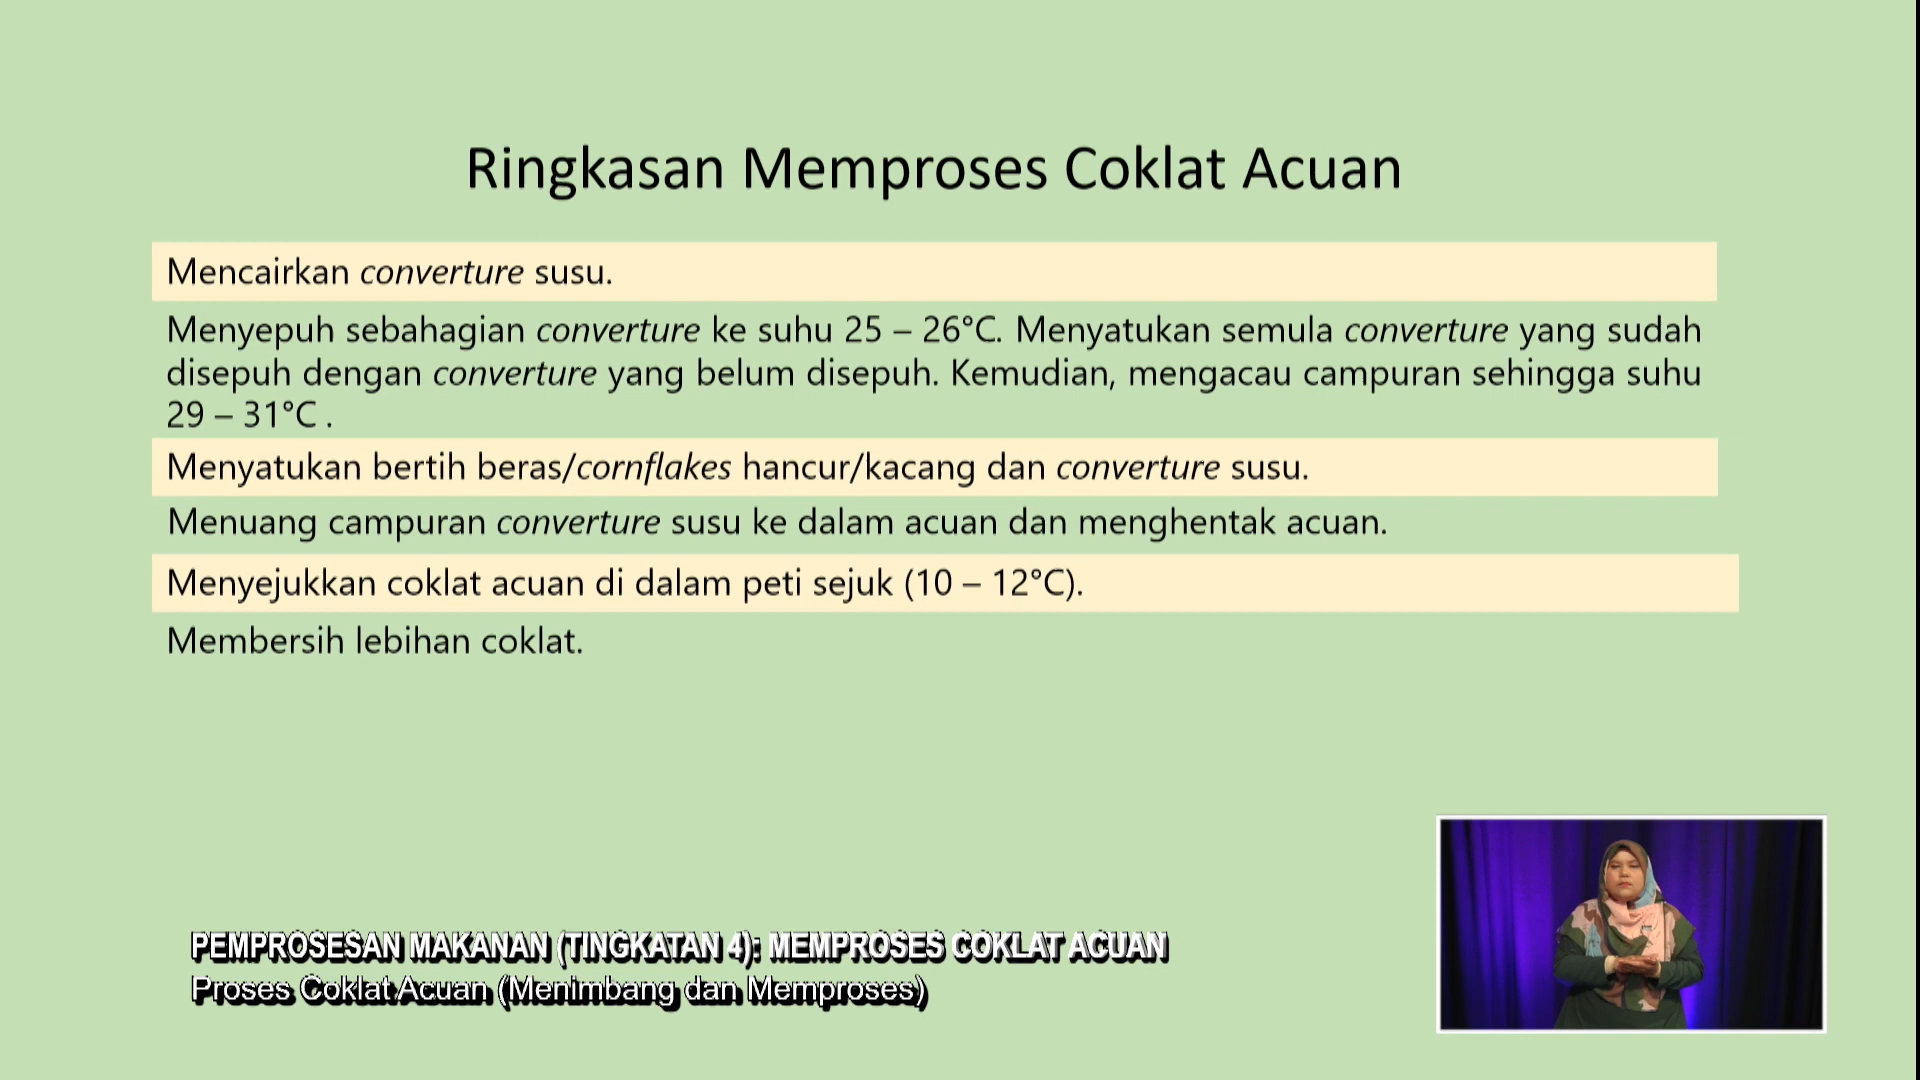 Ringkasan Memproses Coklat Acuan
Mencairkan converture susu.
Menyepuh sebahagian converture ke suhu 25 – 26°C. Menyatukan semula converture yang sudah
disepuh dengan converture yang belum disepuh. Kemudian, mengacau campuran sehingga suhu
29 – 31°C .
Menyatukan bertih beras/cornflakes hancur/kacang dan converture susu.
Menuang campuran converture susu ke dalam acuan dan menghentak acuan.
Menyejukkan coklat acuan di dalam peti sejuk (10 – 12°C).
Membersih lebihan coklat.
PEMPROSESAN MAKANAN (TINGKATAN 4): MEMPROSES COKLAT ACUAN
Proses Coklat Acuan (Menimbang dan Memproses)